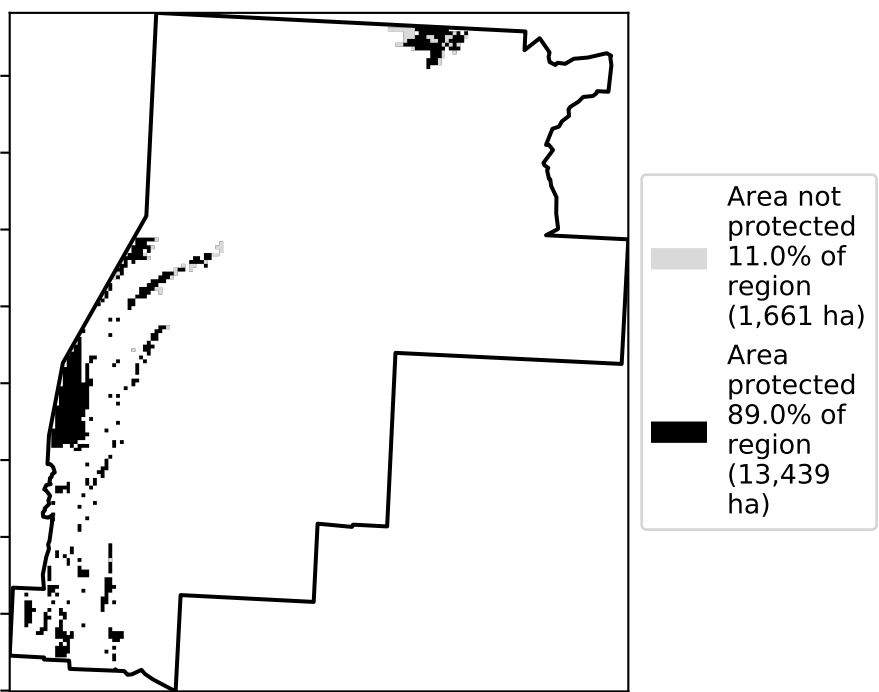 Area not
protected
11.0% of
region
(1,661 ha)
Area
protected
89.0% of
region
(13,439
ha)